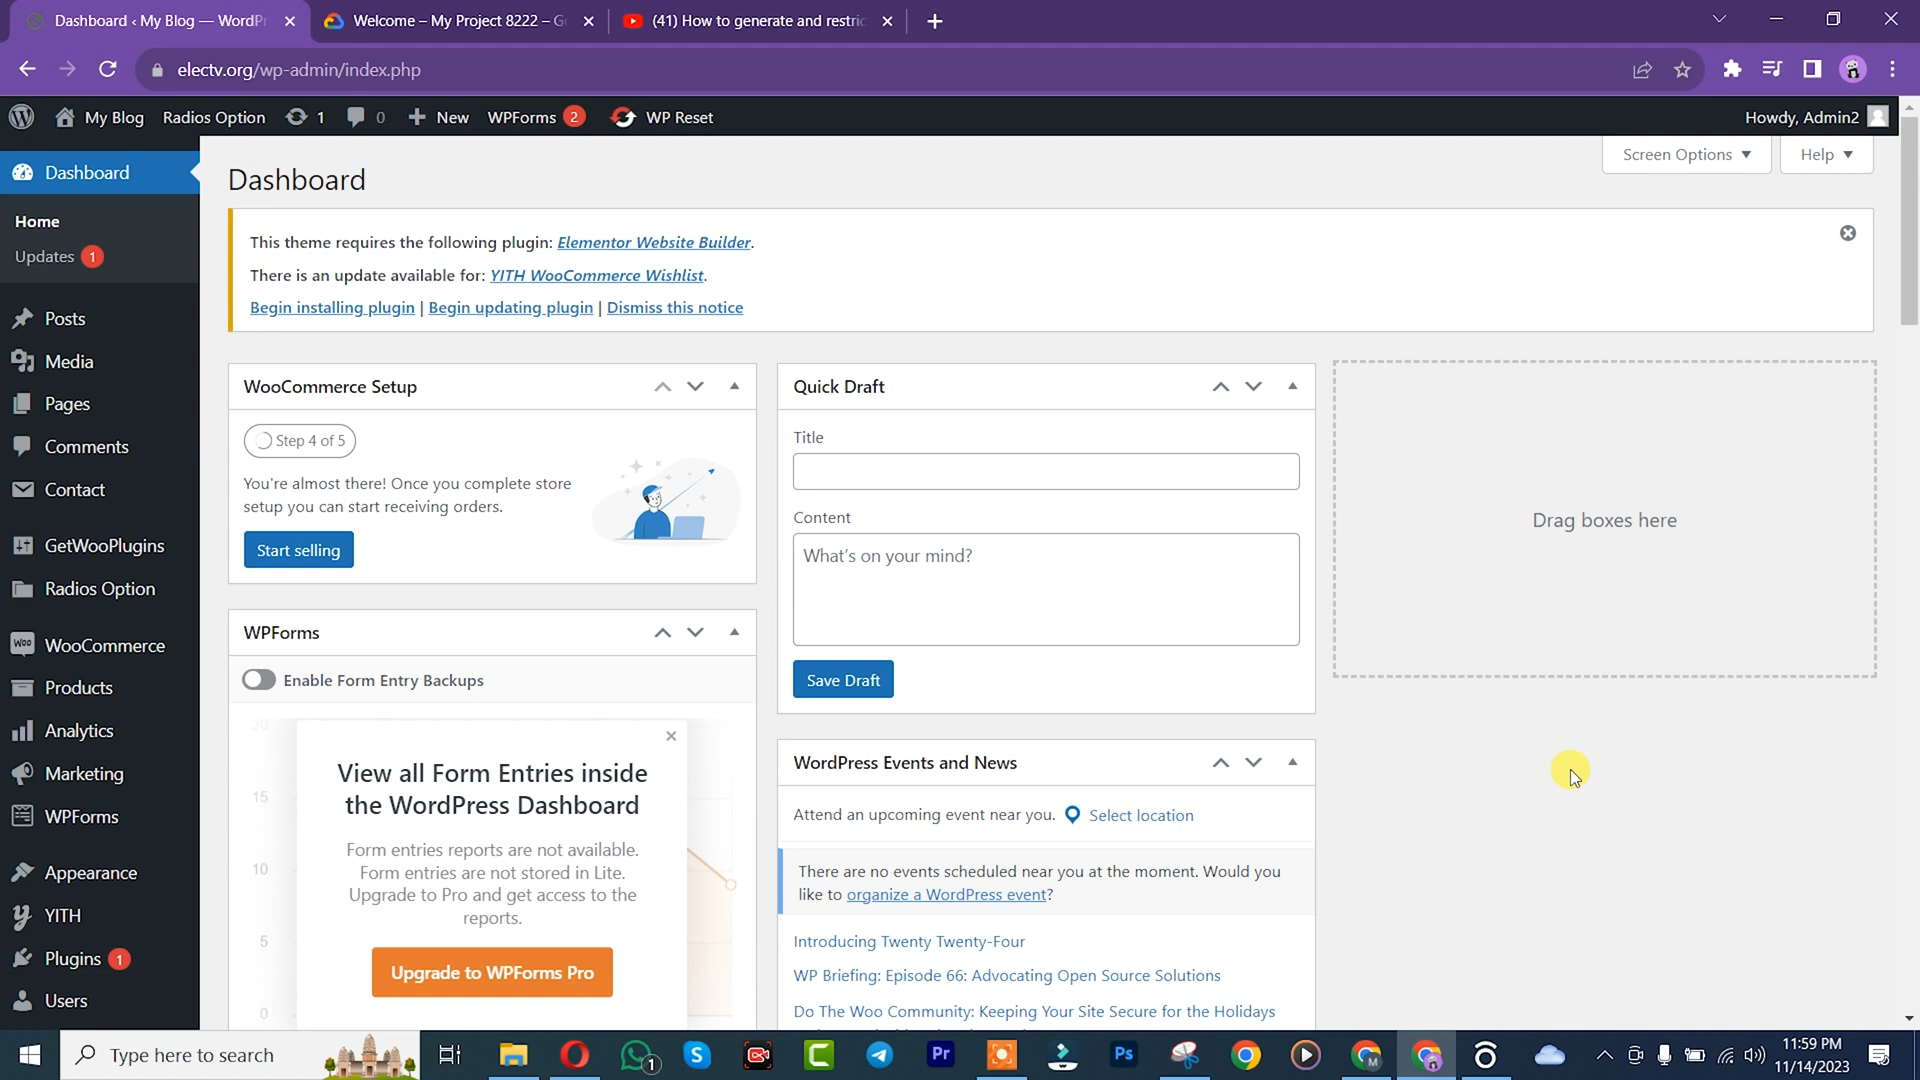 Dashboard ‹ My Blog — WordPr
Welcome – My Project 8222 – Go
(41) How to generate and restric
electv.org/wp-admin/index.php
My Blog
Radios Option
1
0
New
WPForms 2
WP Reset
Howdy, Admin2
Dashboard
Home
Updates 1
Posts
Media
Pages
Comments
Contact
GetWooPlugins
Radios Option
WooCommerce
Products
Analytics
Marketing
WPForms
Appearance
YITH
Plugins 1
Users
Dashboard
Screen Options
Help
This theme requires the following plugin: Elementor Website Builder.
There is an update available for: YITH WooCommerce Wishlist.
Begin installing plugin | Begin updating plugin | Dismiss this notice
WooCommerce Setup
Step 4 of 5
You're almost there! Once you complete store
setup you can start receiving orders.
Start selling
WPForms
Enable Form Entry Backups
20
15
10
5
0
View all Form Entries inside
the WordPress Dashboard
Form entries reports are not available.
Form entries are not stored in Lite.
Upgrade to Pro and get access to the
reports.
Upgrade to WPForms Pro
Quick Draft
Title
Content
What's on your mind?
Save Draft
WordPress Events and News
Attend an upcoming event near you.
Select location
There are no events scheduled near you at the moment. Would you
like to organize a WordPress event?
Introducing Twenty Twenty-Four
WP Briefing: Episode 66: Advocating Open Source Solutions
Do The Woo Community: Keeping Your Site Secure for the Holidays
Drag boxes here
Type here to search
1
Pr
Ps
11:59 PM
11/14/2023